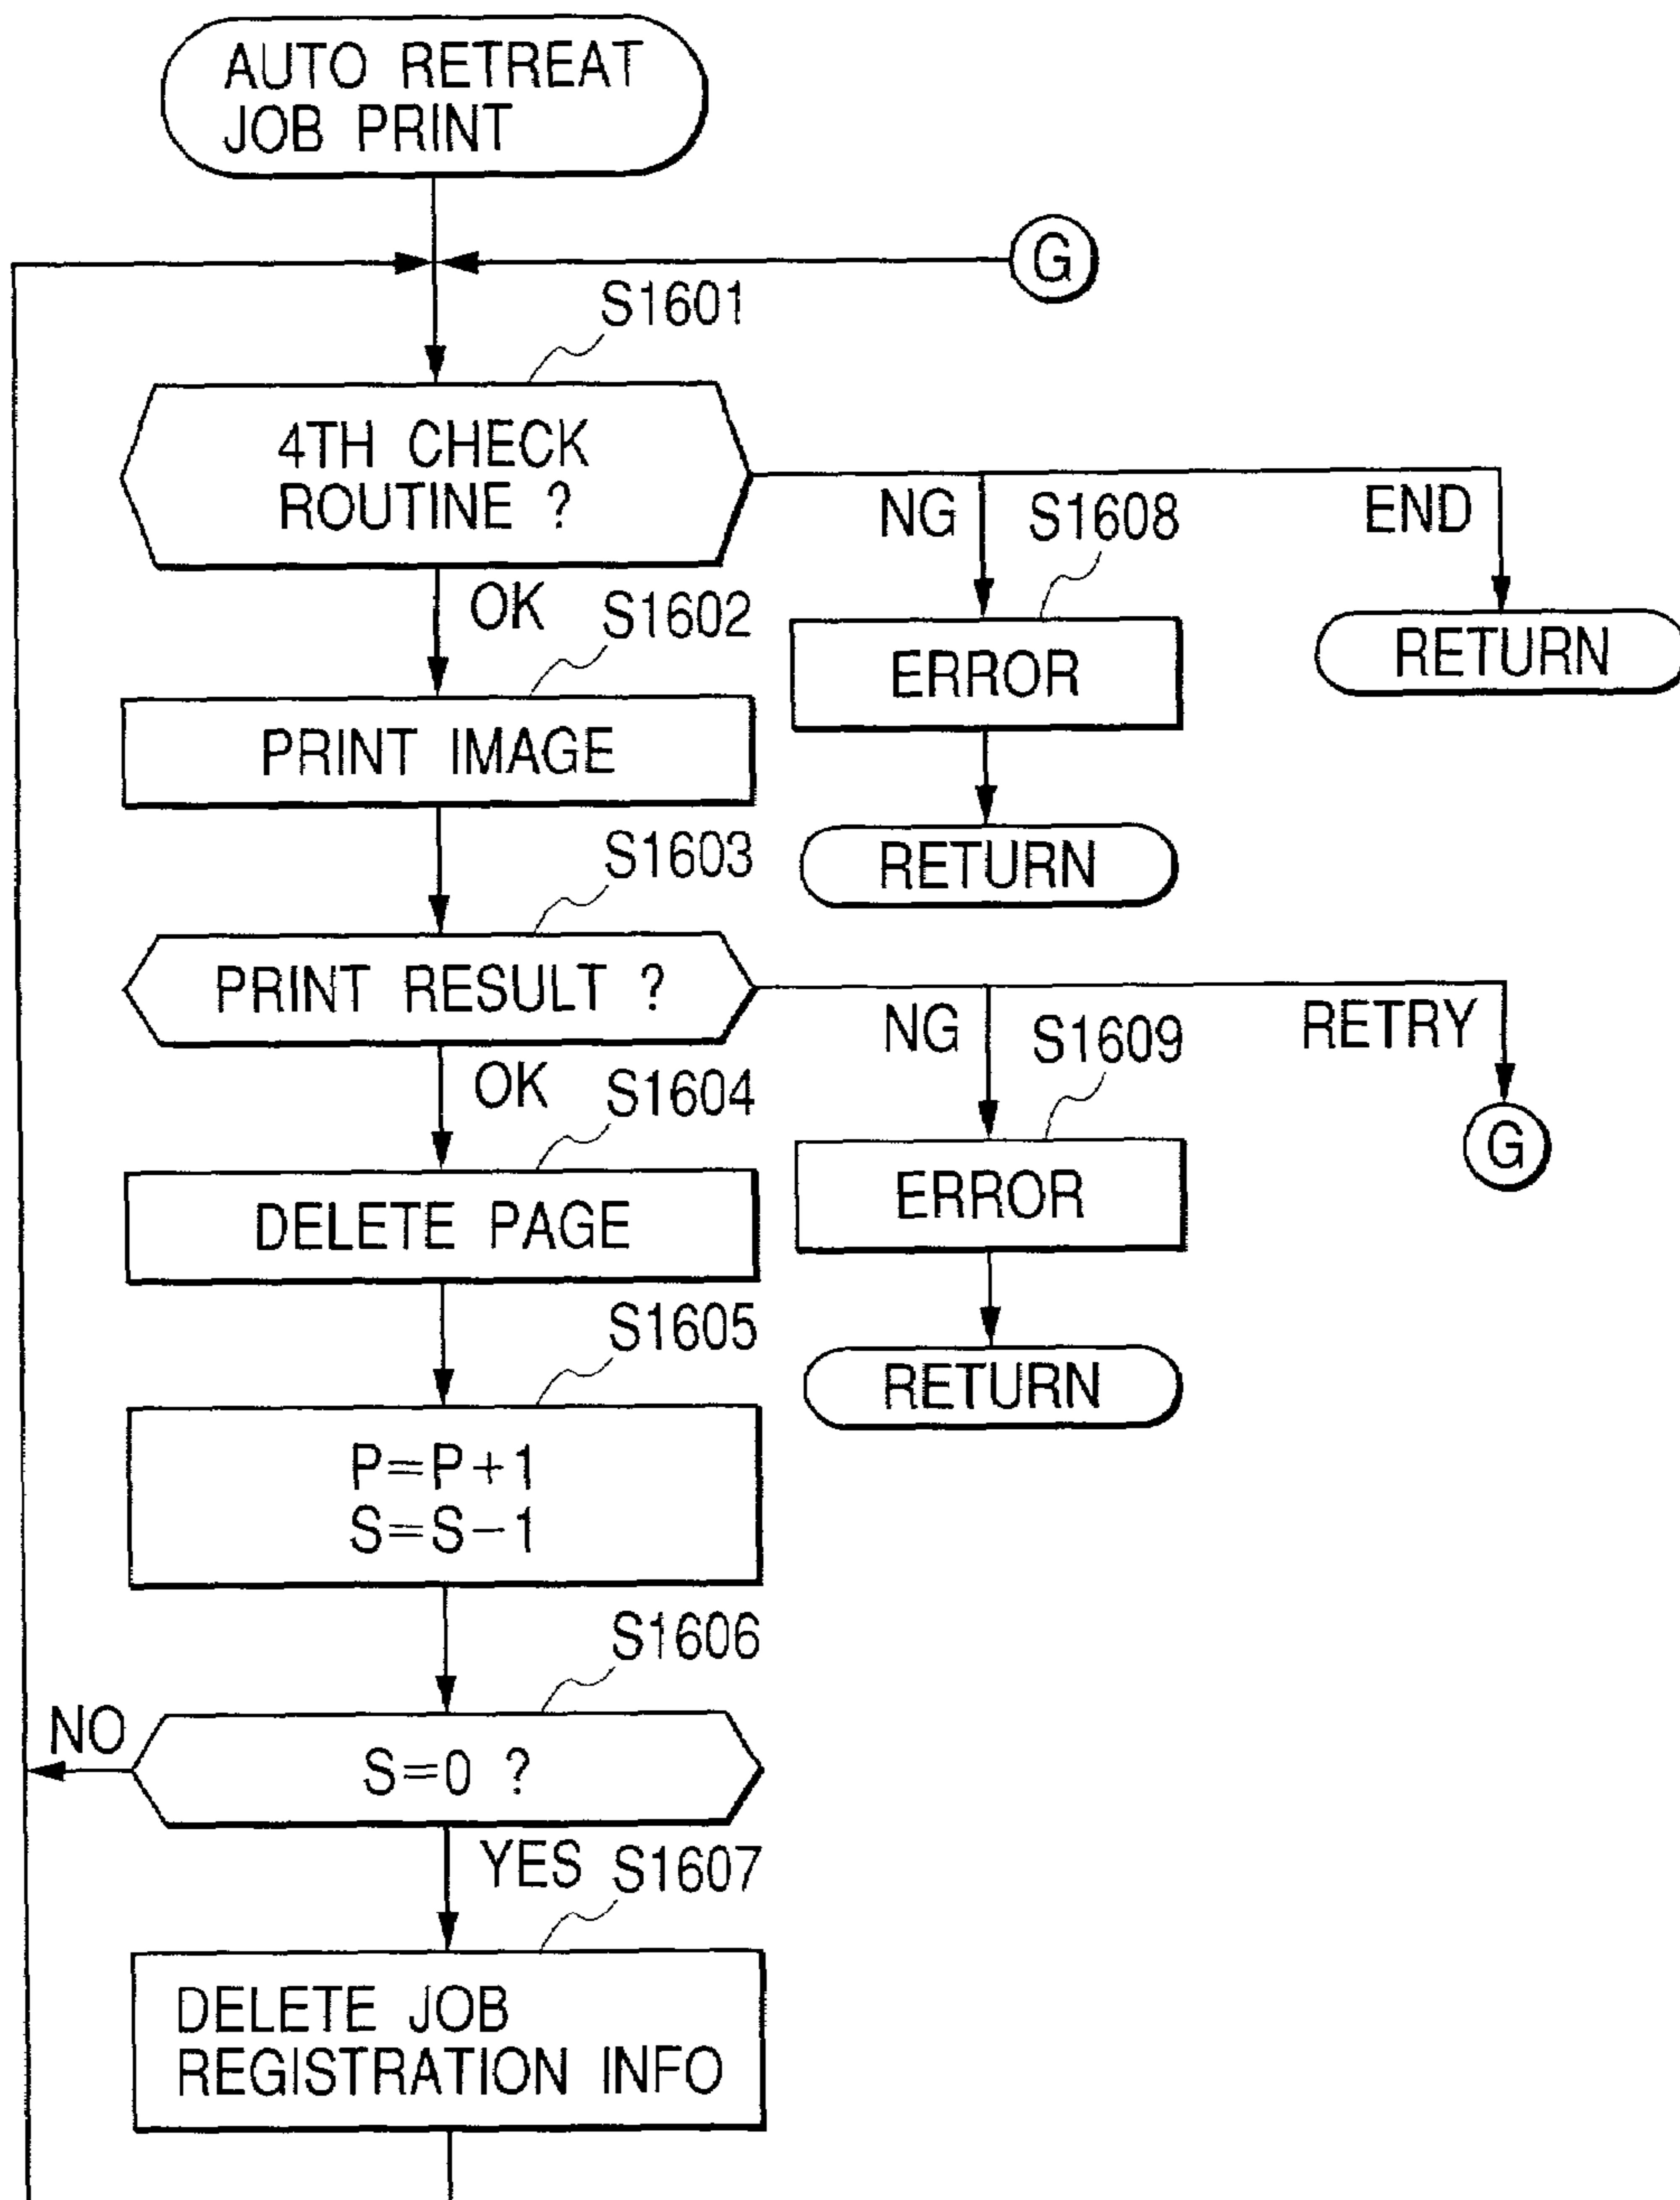 AUTO RETREAT
JOB PRINT
G
S1601
4TH CHECK
ROUTINE ?
NG
S1608
END
OK
S1602
ERROR
RETURN
PRINT IMAGE
RETURN
S1603
PRINT RESULT ?
NG
S1609
RETRY
OK
S1604
G
ERROR
DELETE PAGE
S1605
RETURN
P=P+1
S=S-1
S1606
NO
S=0 ?
YES
S1607
DELETE JOB
REGISTRATION INFO